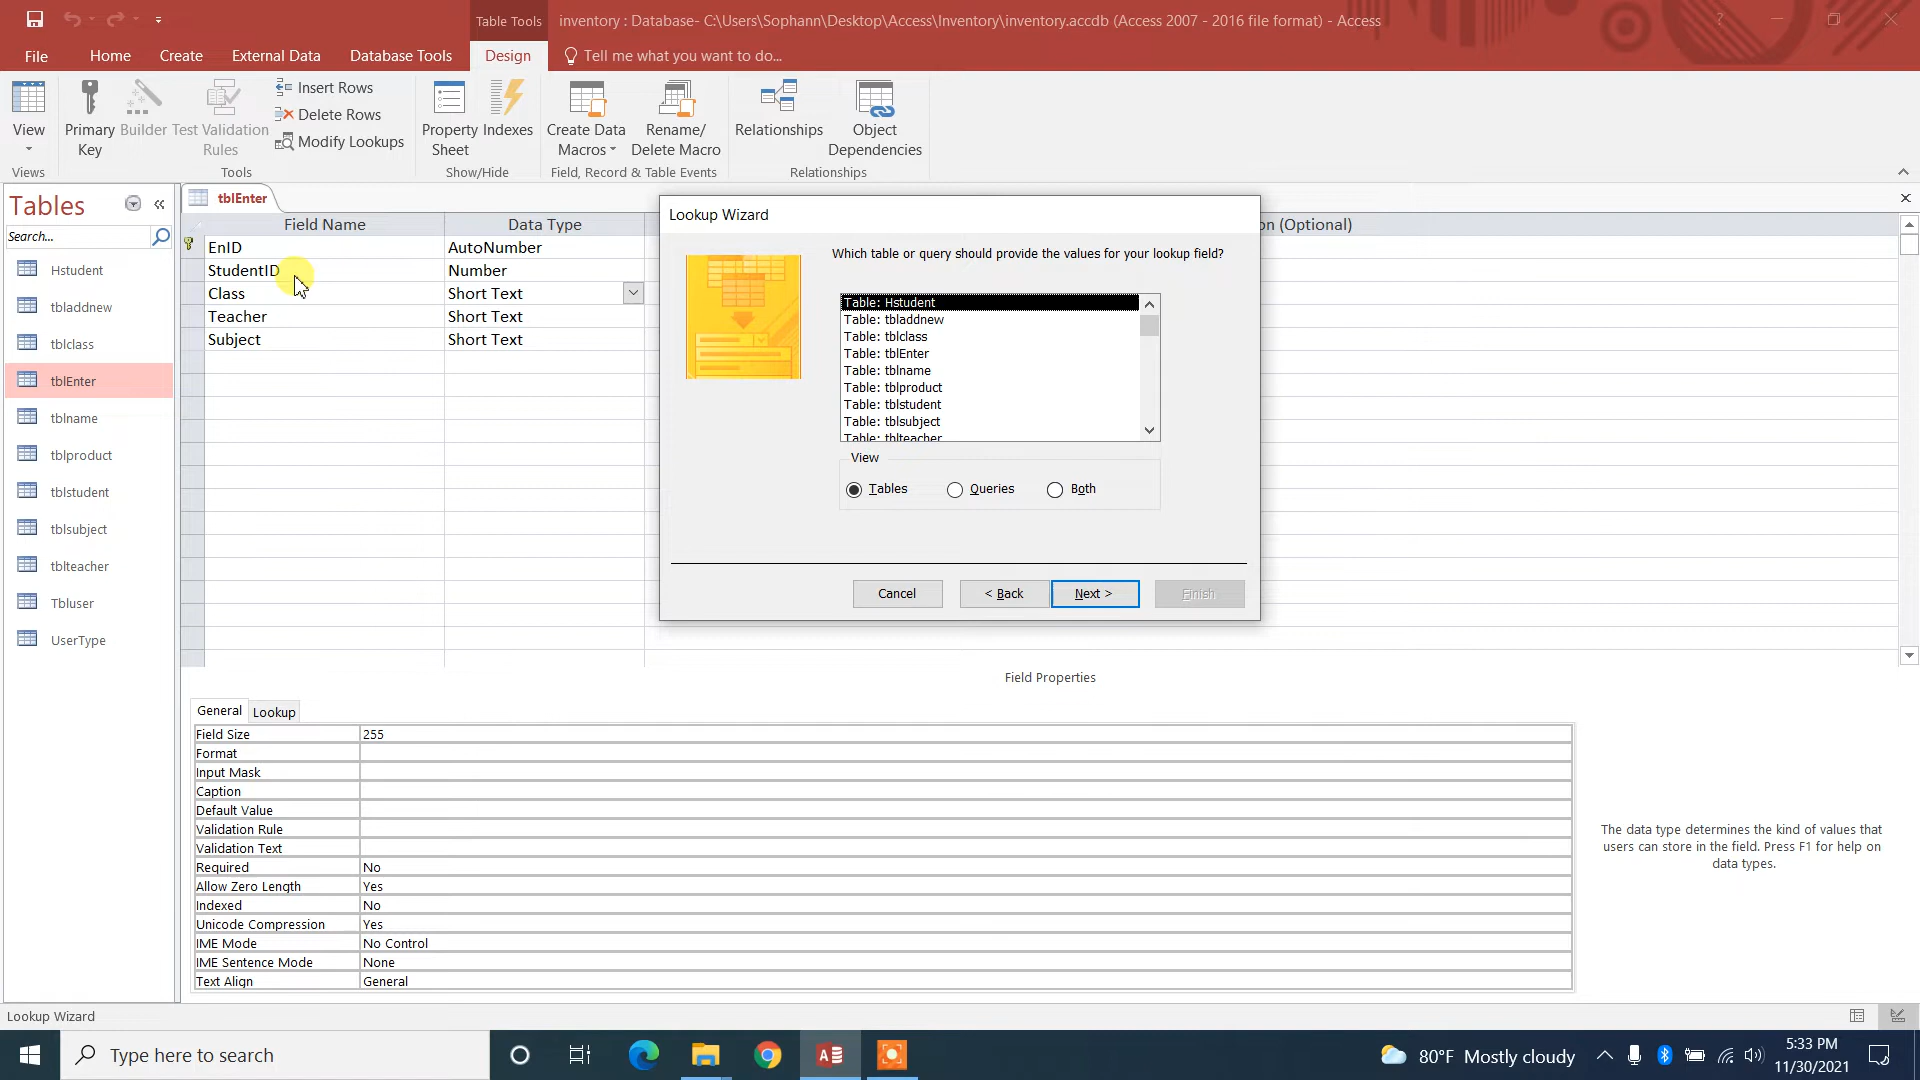 Table Tools
inventory : Database- C:\Users\Sophann\Desktop\Access\Inventory\inventory.accdb (Access 2007 - 2016 file format) - Access
?
File
Home
Create
External Data
Database Tools
Design
Tell me what you want to do...
View
Primary
Key
Builder
Test Validation
Rules
Insert Rows
Delete Rows
Modify Lookups
Property
Sheet
Indexes
Create Data
Macros
Rename/
Delete Macro
Relationships
Object
Dependencies
Views
Tools
Show/Hide
Field, Record & Table Events
Relationships
Tables
«
Search...
Hstudent
tbladdnew
tblclass
tblEnter
tblname
tblproduct
tblstudent
tblsubject
tblteacher
Tbluser
UserType
tblEnter
Field Name
Data Type
on (Optional)
EnID
AutoNumber
StudentID
Number
Class
Short Text
Teacher
Short Text
Subject
Short Text
Lookup Wizard
Which table or query should provide the values for your lookup field?
Table: Hstudent
Table: tbladdnew
Table: tblclass
Table: tblEnter
Table: tblname
Table: tblproduct
Table: tblstudent
Table: tblsubject
Table: tblteacher
View
Tables
Queries
Both
Cancel
< Back
Next >
Finish
Field Properties
General
Lookup
Field Size 255
Format
Input Mask
Caption
Default Value
Validation Rule
Validation Text
Required No
Allow Zero Length Yes
Indexed No
Unicode Compression Yes
IME Mode No Control
IME Sentence Mode None
Text Align General
The data type determines the kind of values that
users can store in the field. Press F1 for help on
data types.
Lookup Wizard
Type here to search
80°F Mostly cloudy
5:33 PM
11/30/2021